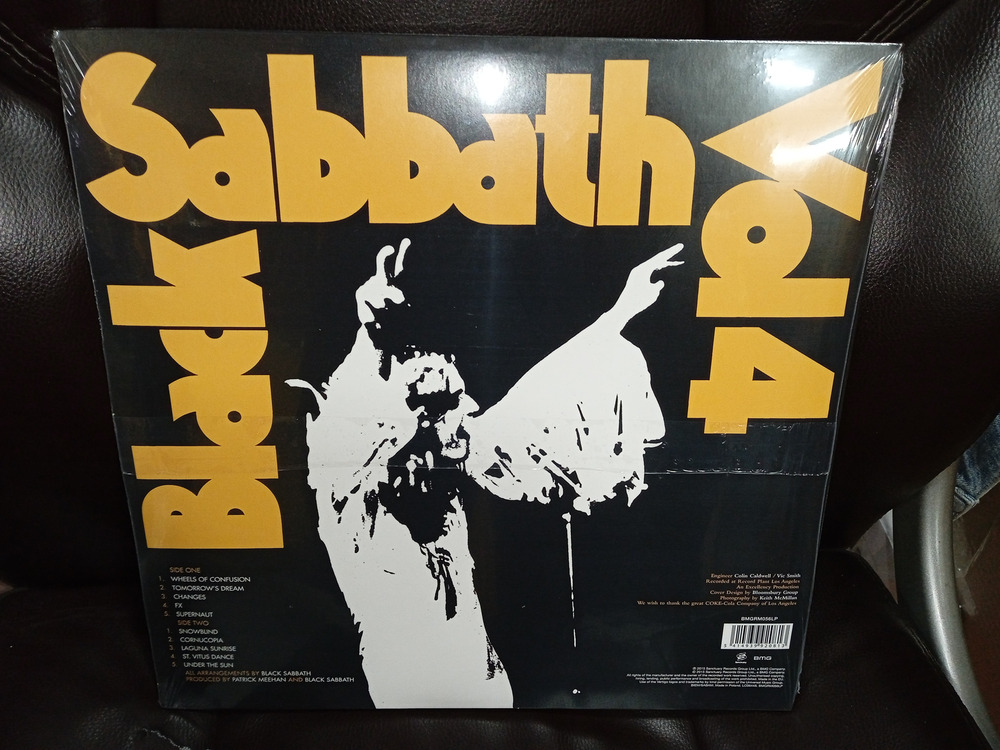 Black Sabbath Vol 4
SIDE ONE
1. WHEELS OF CONFUSION
2. TOMORROW'S DREAM
3. CHANGES
4. FX
5. SUPERNAUT
SIDE TWO
1. SNOWBLIND
2. CORNUCOPIA
3. LAGUNA SUNRISE
4. ST. VITUS DANCE
5. UNDER THE SUN
ALL ARRANGEMENTS BY BLACK SABBATH
PRODUCED BY PATRICK MEEHAN AND BLACK SABBATH
Engineer Colin Caldwell / Vic Smith
Recorded at Record Plant Los Angeles
An Excellency Production
Cover Design by Bloomsbury Group
Photography by Keith McMillan
We wish to thank the great COKE-Cola Company of Los Angeles
BMGRM056LP
BMG